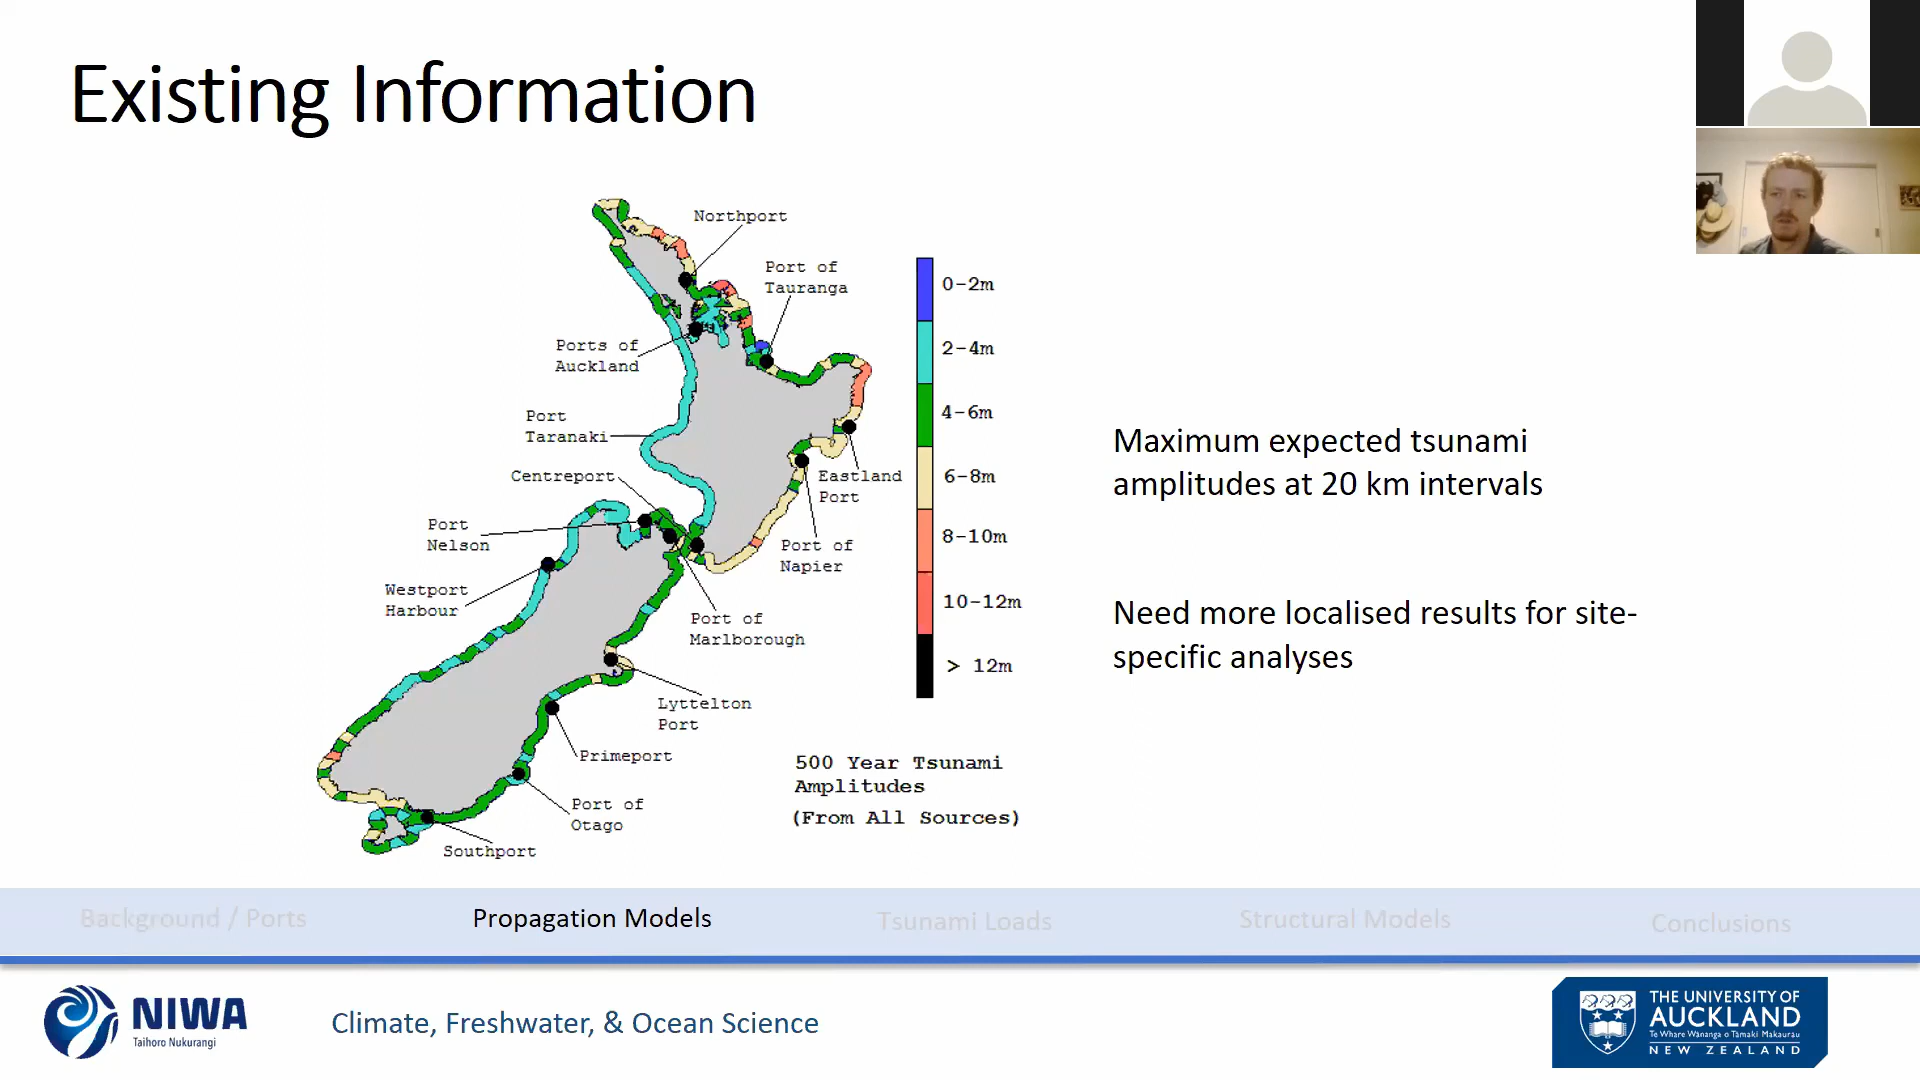 Existing Information
Northport
Port of
Tauranga
Ports of
Auckland
Port
Taranaki
Centreport
Eastland
Port
Port
Nelson
Port of
Napier
Westport
Harbour
Port of
Marlborough
Lyttelton
Port
Primeport
Port of
Otago
Southport
0-2m
2-4m
4-6m
6-8m
8-10m
10-12m
> 12m
500 Year Tsunami
Amplitudes
(From All Sources)
Maximum expected tsunami
amplitudes at 20 km intervals
Need more localised results for site-
specific analyses
Background / Ports
Propagation Models
Tsunami Loads
Structural Models
Conclusions
NIWA
Taihoro Nukurangi
Climate, Freshwater, & Ocean Science
THE UNIVERSITY OF
AUCKLAND
Te Whare Wānanga o Tāmaki Makaurau
NEW ZEALAND